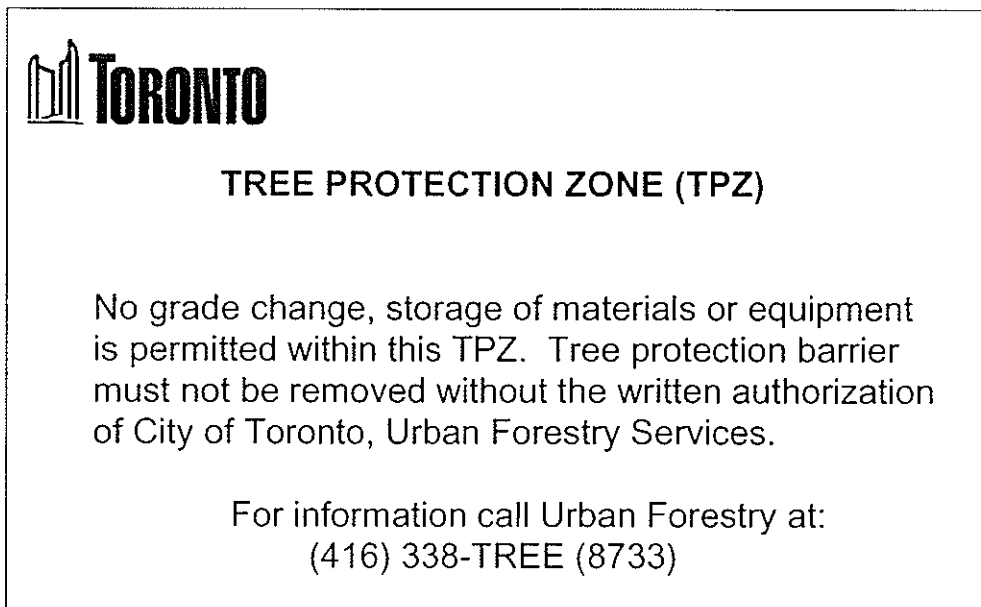 TORONTO
TREE PROTECTION ZONE (TPZ)
No grade change, storage of materials or equipment
is permitted within this TPZ. Tree protection barrier
must not be removed without the written authorization
of City of Toronto, Urban Forestry Services.
For information call Urban Forestry at:
(416) 338-TREE (8733)